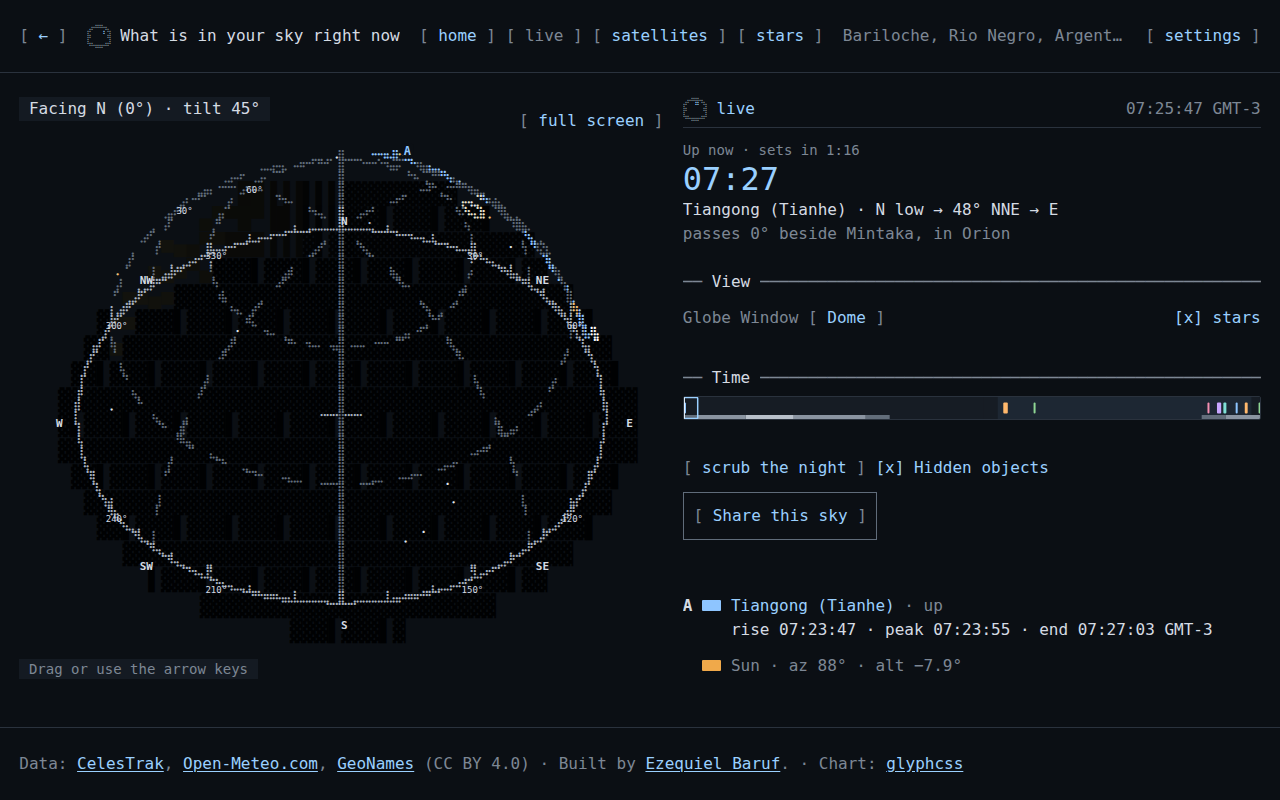 [ ← ] What is in your sky right now [ home ] [ live ] [ satellites ] [ stars ] Bariloche, Rio Negro, Argent… [ settings ]
Facing N (0°) · tilt 45°
[ full screen ]
A
60°
30°
N
330°
30°
NW
NE
300°
60°
W
E
240°
120°
SW
SE
210°
150°
S
Drag or use the arrow keys
live 07:25:47 GMT-3
Up now · sets in 1:16
07:27
Tiangong (Tianhe) · N low → 48° NNE → E
passes 0° beside Mintaka, in Orion
View
Globe Window [ Dome ] [x] stars
Time
[ scrub the night ] [x] Hidden objects
[ Share this sky ]
A Tiangong (Tianhe) · up
rise 07:23:47 · peak 07:23:55 · end 07:27:03 GMT-3
Sun · az 88° · alt −7.9°
Data: CelesTrak, Open-Meteo.com, GeoNames (CC BY 4.0) · Built by Ezequiel Baruf. · Chart: glyphcss